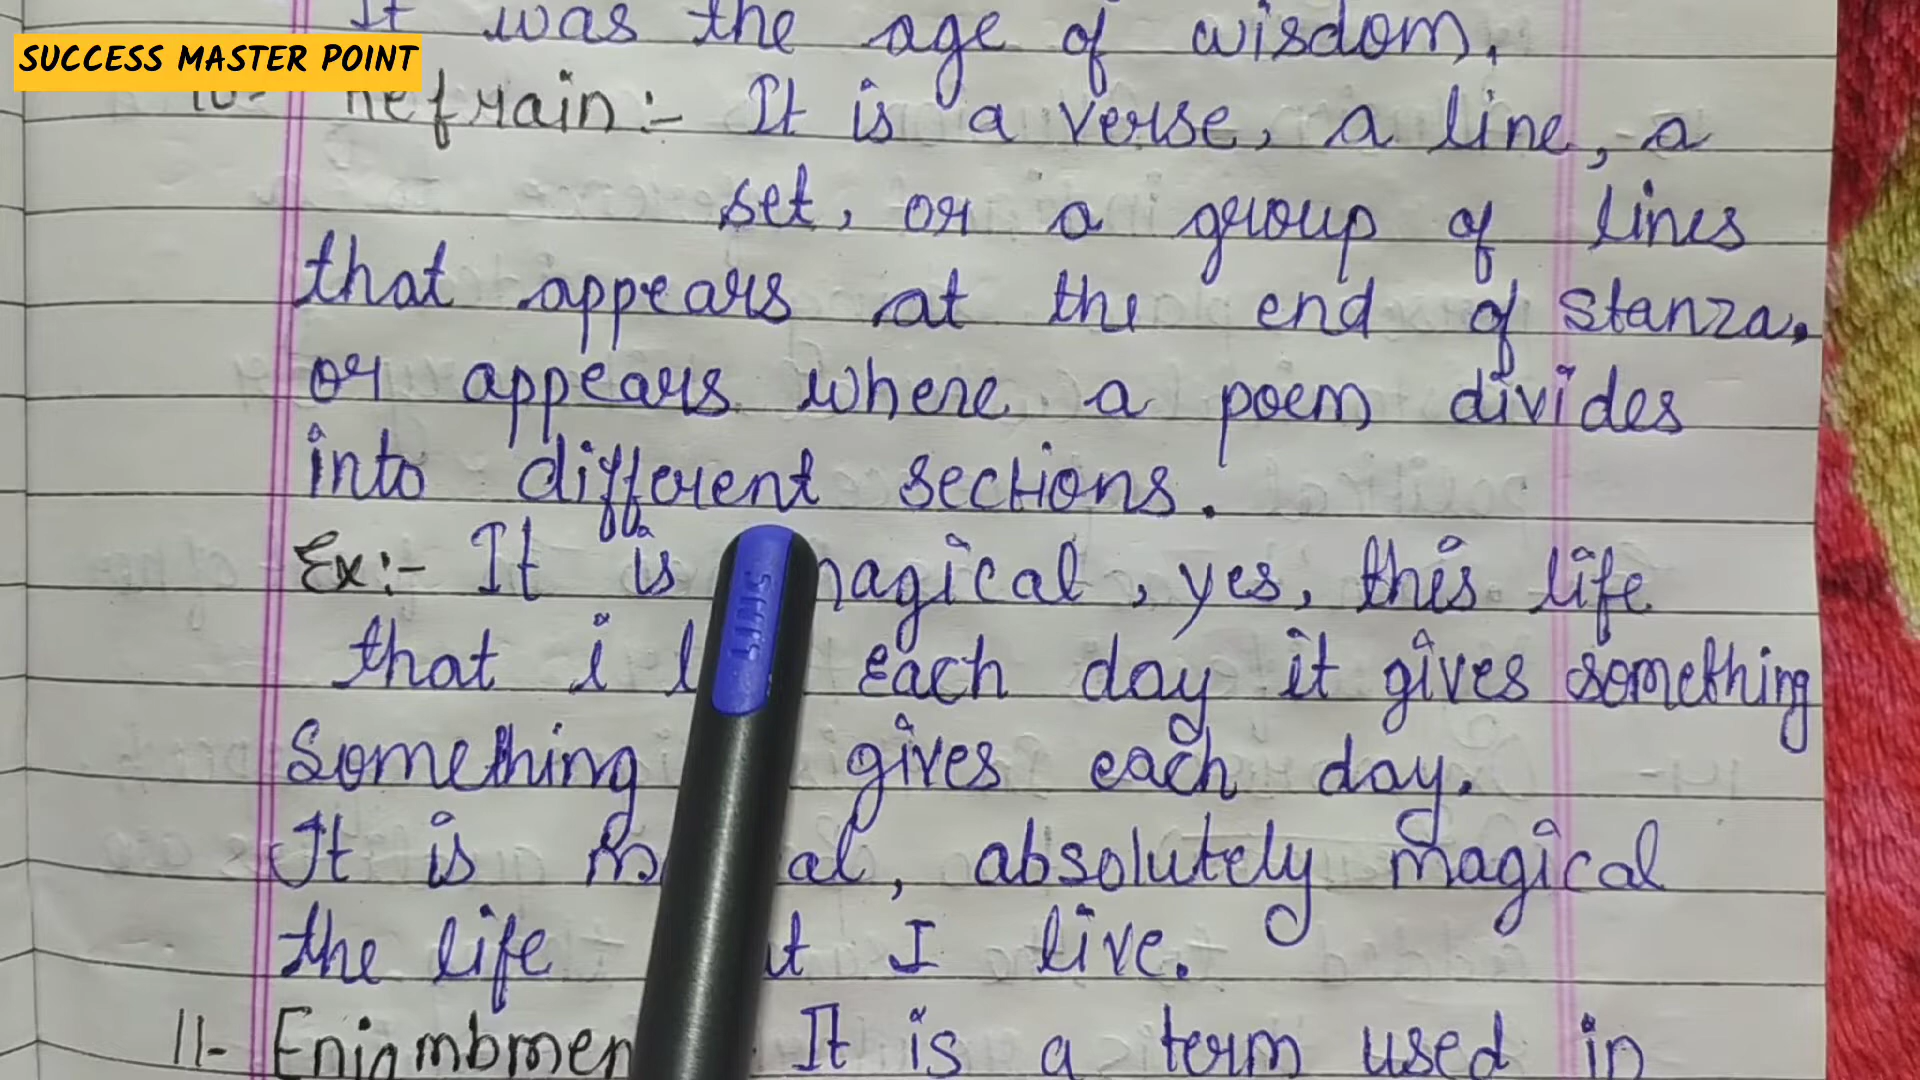 It was the age of wisdom.
SUCCESS MASTER POINT
10- Refrain:- It is a verse, a line, a
set, or a group of lines
that appears at the end of stanza.
or appears where a poem divides
into different sections.
Ex:- It is magical, yes, this life
that i each day it gives something
Something gives each day.
It is absolutely magical
the life I live.
11- It is a term used in